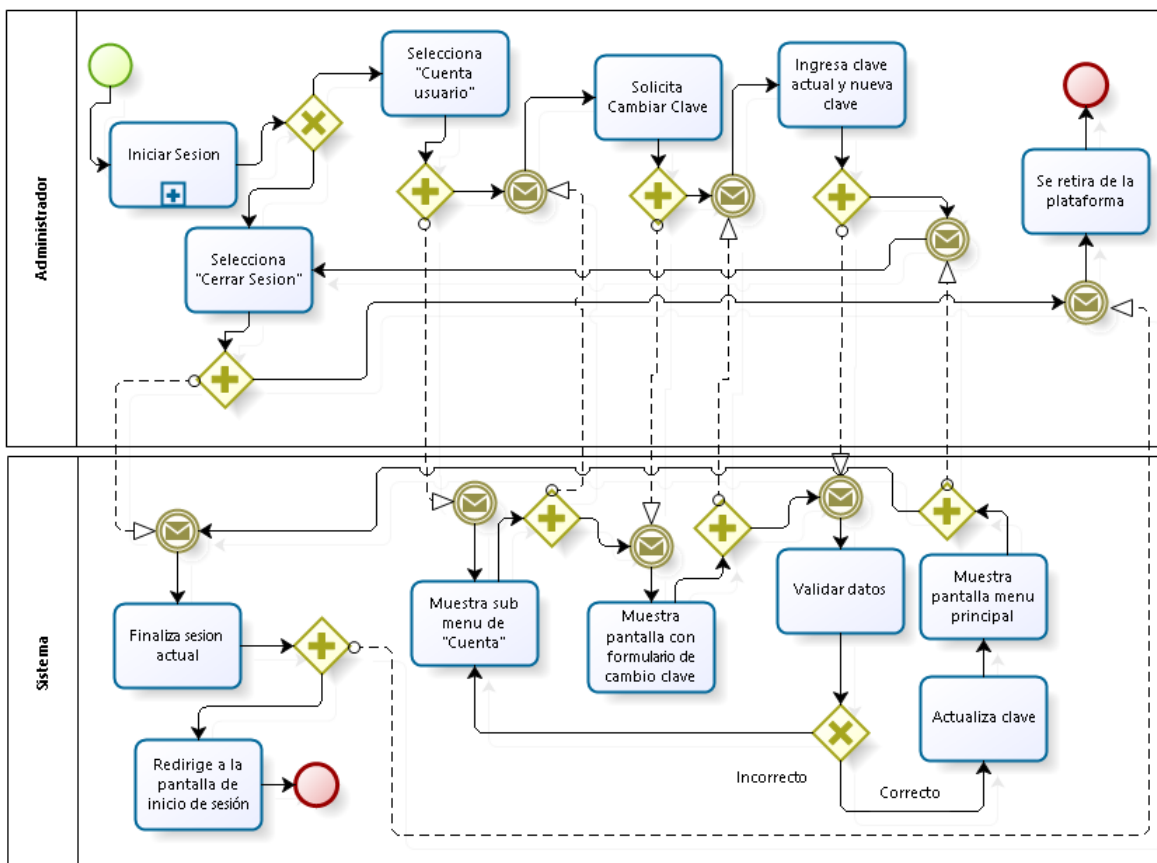 Administrador
Iniciar Sesion
Selecciona
"Cuenta
usuario"
Solicita
Cambiar Clave
Ingresa clave
actual y nueva
clave
Se retira de la
plataforma
Selecciona
"Cerrar Sesion"
Sistema
Finaliza sesion
actual
Redirige a la
pantalla de
inicio de sesión
Muestra sub
menu de
"Cuenta"
Muestra
pantalla con
formulario de
cambio clave
Validar datos
Muestra
pantalla menu
principal
Actualiza clave
Incorrecto
Correcto